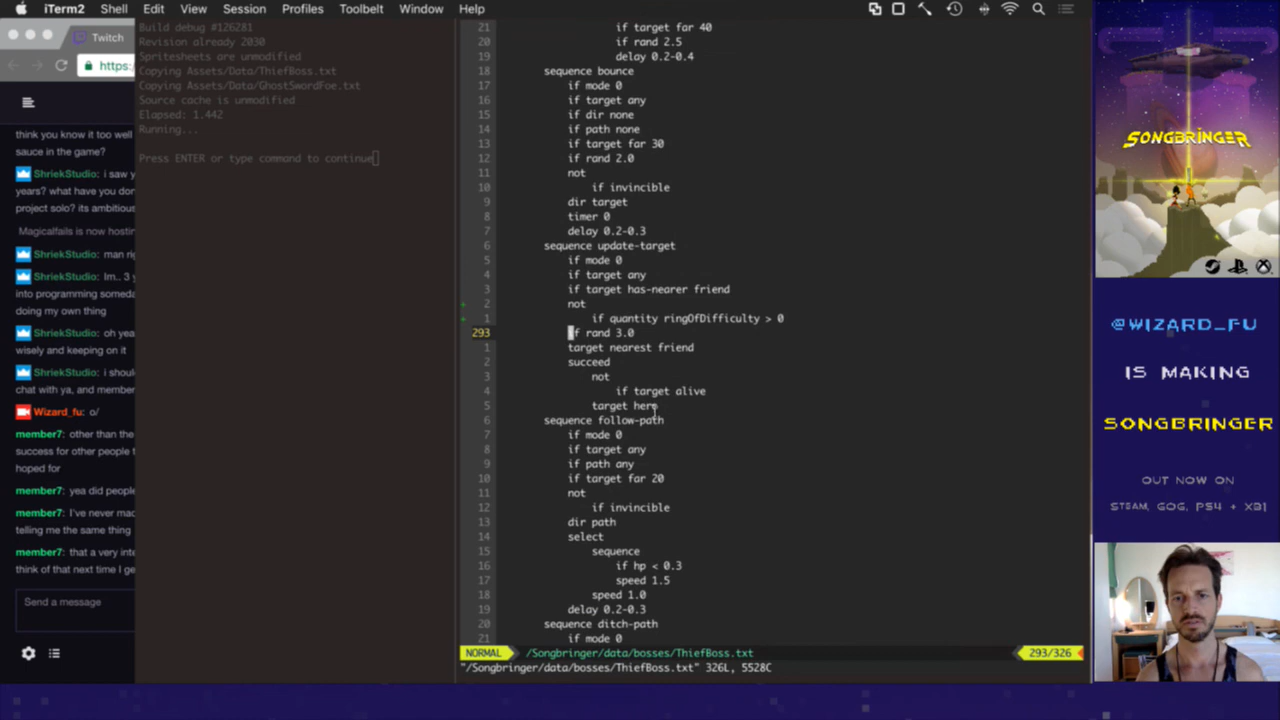 iTerm2 Shell Edit View Session Profiles Toolbelt Window Help
Twitch
https:
think you know it too well
sauce in the game?
ShriekStudio: i saw y
years? what have you don
project solo? its ambitious
Magicalfails is now hosting
ShriekStudio: man rig
ShriekStudio: Im.. 3 y
into programming someda
doing my own thing
ShriekStudio: oh yea
wisely and keeping on it
ShriekStudio: i shou
chat with ya, and member
Wizard_fu: o/
member7: other than the
success for other people t
hoped for
member7: yea did people
member7: I've never mad
telling me the same thing
member7: that a very inte
think of that next time I ge
Send a message
Build debug #126281
Revision already 2030
Spritesheets are unmodified
Copying Assets/Data/ThiefBoss.txt
Copying Assets/Data/GhostSwordFoe.txt
Source cache is unmodified
Elapsed: 1.442
Running...
Press ENTER or type command to continue
21 if target far 40
20 if rand 2.5
19 delay 0.2-0.4
18 sequence bounce
17 if mode 0
16 if target any
15 if dir none
14 if path none
13 if target far 30
12 if rand 2.0
11 not
10 if invincible
9 dir target
8 timer 0
7 delay 0.2-0.3
6 sequence update-target
5 if mode 0
4 if target any
3 if target has-nearer friend
+ 2 not
+ 1 if quantity ringOfDifficulty > 0
293 if rand 3.0
1 target nearest friend
2 succeed
3 not
4 if target alive
5 target here
6 sequence follow-path
7 if mode 0
8 if target any
9 if path any
10 if target far 20
11 not
12 if invincible
13 dir path
14 select
15 sequence
16 if hp < 0.3
17 speed 1.5
18 speed 1.0
19 delay 0.2-0.3
20 sequence ditch-path
21 if mode 0
NORMAL /Songbringer/data/bosses/ThiefBoss.txt 293/326
"/Songbringer/data/bosses/ThiefBoss.txt" 326L, 5528C
SONGBRINGER
@WIZARD_FU
IS MAKING
SONGBRINGER
OUT NOW ON
STEAM, GOG, PS4 + XB1